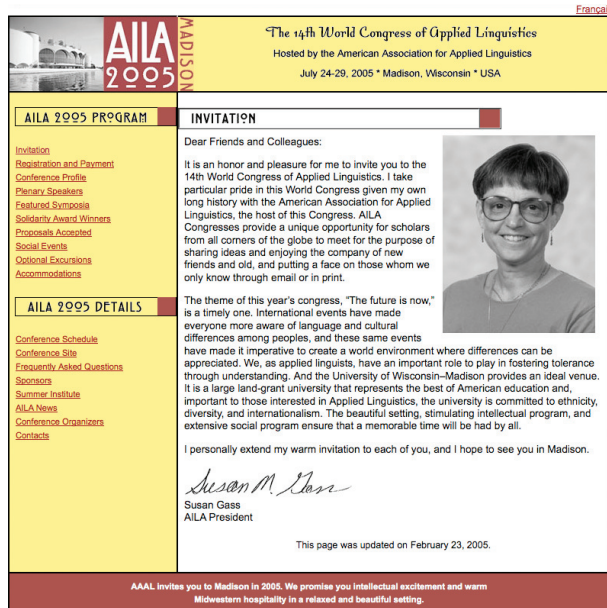 Françai
AILA
2005
MADISON
The 14th World Congress of Applied Linguistics
Hosted by the American Association for Applied Linguistics
July 24-29, 2005 * Madison, Wisconsin * USA
AILA 2005 PROGRAM
Invitation
Registration and Payment
Conference Profile
Plenary Speakers
Featured Symposia
Solidarity Award Winners
Proposals Accepted
Social Events
Optional Excursions
Accommodations
AILA 2005 DETAILS
Conference Schedule
Conference Site
Frequently Asked Questions
Sponsors
Summer Institute
AILA News
Conference Organizers
Contacts
INVITATION
Dear Friends and Colleagues:
It is an honor and pleasure for me to invite you to the
14th World Congress of Applied Linguistics. I take
particular pride in this World Congress given my own
long history with the American Association for Applied
Linguistics, the host of this Congress. AILA
Congresses provide a unique opportunity for scholars
from all corners of the globe to meet for the purpose of
sharing ideas and enjoying the company of new
friends and old, and putting a face on those whom we
only know through email or in print.
The theme of this year's congress, "The future is now,"
is a timely one. International events have made
everyone more aware of language and cultural
differences among peoples, and these same events
have made it imperative to create a world environment where differences can be
appreciated. We, as applied linguists, have an important role to play in fostering tolerance
through understanding. And the University of Wisconsin–Madison provides an ideal venue.
It is a large land-grant university that represents the best of American education and,
important to those interested in Applied Linguistics, the university is committed to ethnicity,
diversity, and internationalism. The beautiful setting, stimulating intellectual program, and
extensive social program ensure that a memorable time will be had by all.
I personally extend my warm invitation to each of you, and I hope to see you in Madison.
Susan M. Gass
Susan Gass
AILA President
This page was updated on February 23, 2005.
AAAL invites you to Madison in 2005. We promise you intellectual excitement and warm
Midwestern hospitality in a relaxed and beautiful setting.